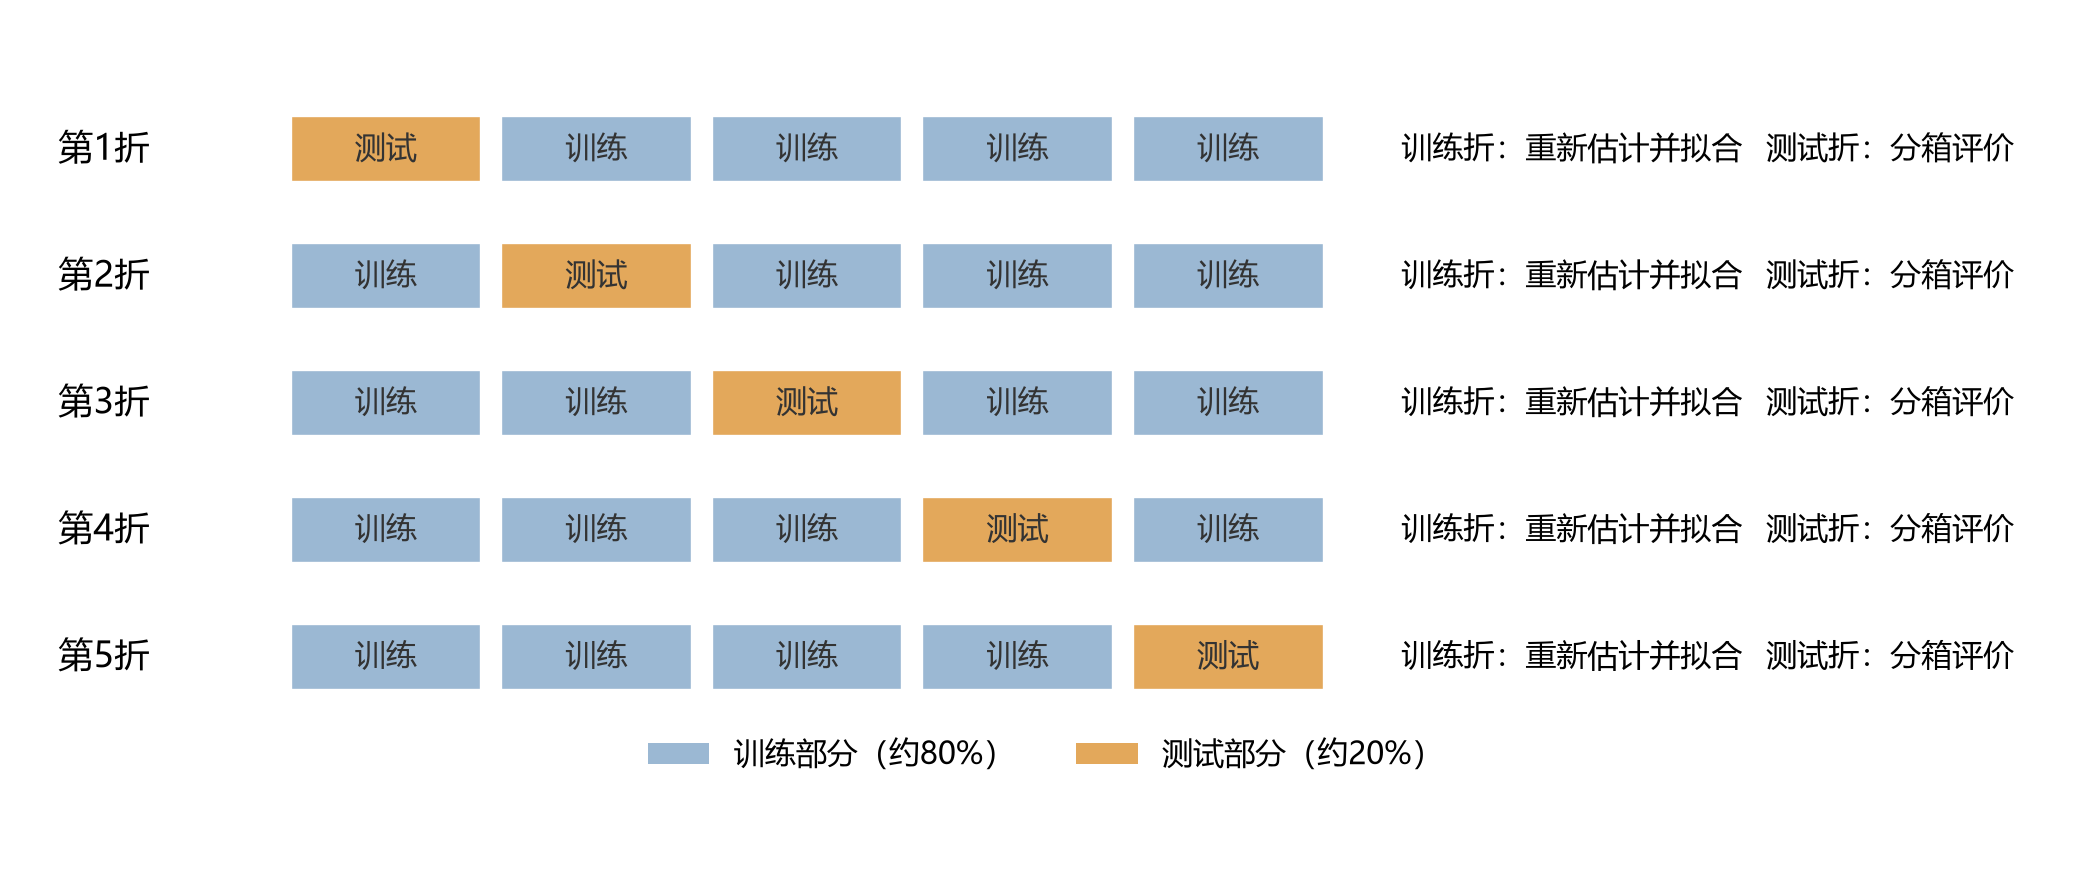 第1折 测试 训练 训练 训练 训练 训练折：重新估计并拟合 测试折：分箱评价
第2折 训练 测试 训练 训练 训练 训练折：重新估计并拟合 测试折：分箱评价
第3折 训练 训练 测试 训练 训练 训练折：重新估计并拟合 测试折：分箱评价
第4折 训练 训练 训练 测试 训练 训练折：重新估计并拟合 测试折：分箱评价
第5折 训练 训练 训练 训练 测试 训练折：重新估计并拟合 测试折：分箱评价
训练部分（约80%） 测试部分（约20%）